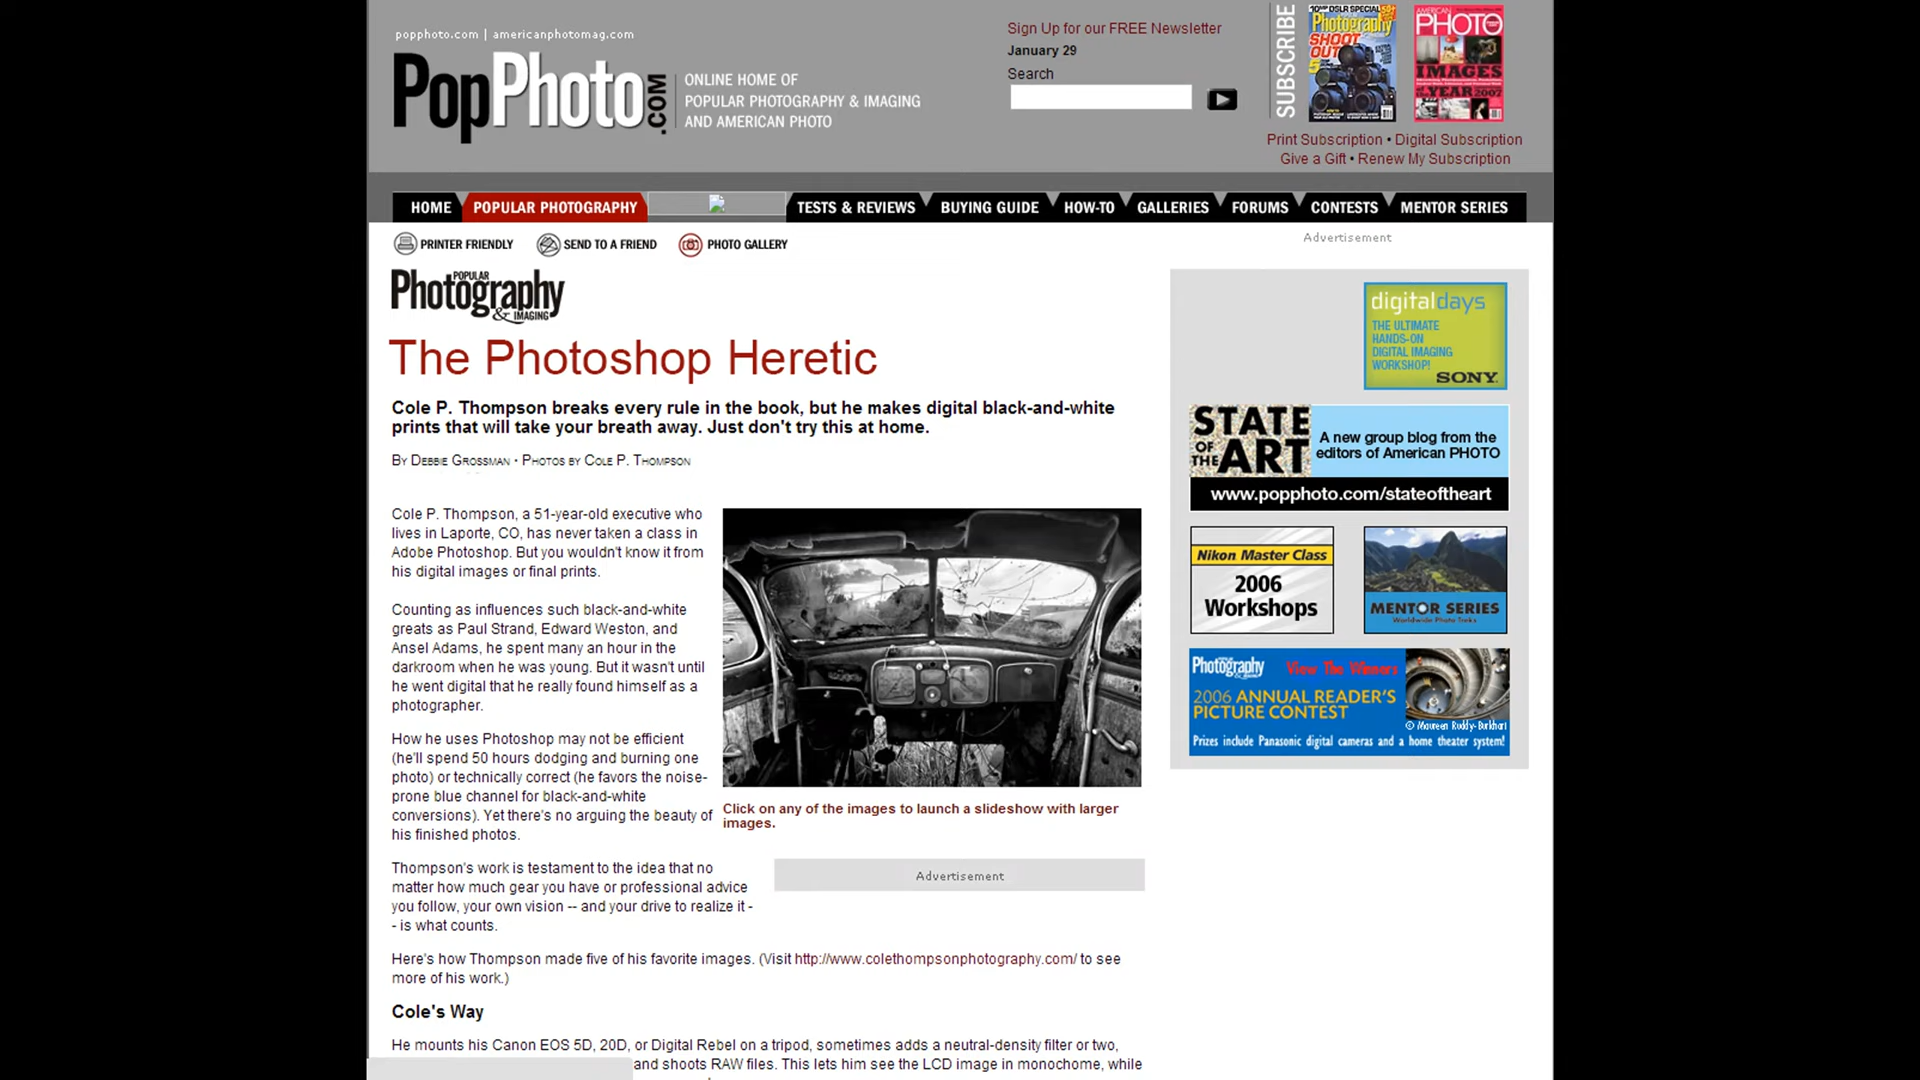 popphoto.com | americanphotomag.com
PopPhoto.COM
ONLINE HOME OF
POPULAR PHOTOGRAPHY & IMAGING
AND AMERICAN PHOTO
Sign Up for our FREE Newsletter
January 29
Search
SUBSCRIBE
Photography
SHOOT
OUT
AMERICAN
PHOTO
IMAGES
OF THE YEAR 2007
Print Subscription • Digital Subscription
Give a Gift • Renew My Subscription
HOME
POPULAR PHOTOGRAPHY
TESTS & REVIEWS
BUYING GUIDE
HOW-TO
GALLERIES
FORUMS
CONTESTS
MENTOR SERIES
PRINTER FRIENDLY
SEND TO A FRIEND
PHOTO GALLERY
POPULAR
Photography
& IMAGING
The Photoshop Heretic
Cole P. Thompson breaks every rule in the book, but he makes digital black-and-white
prints that will take your breath away. Just don't try this at home.
By Debbie Grossman • Photos by Cole P. Thompson
Cole P. Thompson, a 51-year-old executive who
lives in Laporte, CO, has never taken a class in
Adobe Photoshop. But you wouldn't know it from
his digital images or final prints.
Counting as influences such black-and-white
greats as Paul Strand, Edward Weston, and
Ansel Adams, he spent many an hour in the
darkroom when he was young. But it wasn't until
he went digital that he really found himself as a
photographer.
How he uses Photoshop may not be efficient
(he'll spend 50 hours dodging and burning one
photo) or technically correct (he favors the noise-
prone blue channel for black-and-white
conversions). Yet there's no arguing the beauty of
his finished photos.
Click on any of the images to launch a slideshow with larger
images.
Thompson's work is testament to the idea that no
matter how much gear you have or professional advice
you follow, your own vision -- and your drive to realize it -
- is what counts.
Advertisement
Here's how Thompson made five of his favorite images. (Visit http://www.colethompsonphotography.com/ to see
more of his work.)
Cole's Way
He mounts his Canon EOS 5D, 20D, or Digital Rebel on a tripod, sometimes adds a neutral-density filter or two,
and shoots RAW files. This lets him see the LCD image in monochome, while
Advertisement
digitaldays
THE ULTIMATE
HANDS-ON
DIGITAL IMAGING
WORKSHOP!
SONY
STATE
OF THE
ART
A new group blog from the
editors of American PHOTO
www.popphoto.com/stateoftheart
Nikon Master Class
2006
Workshops
MENTOR SERIES
Worldwide Photo Treks
POPULAR
Photography
View The Winners
2006 ANNUAL READER'S
PICTURE CONTEST
© Maureen Ruddy-Burkhart
Prizes include Panasonic digital cameras and a home theater system!